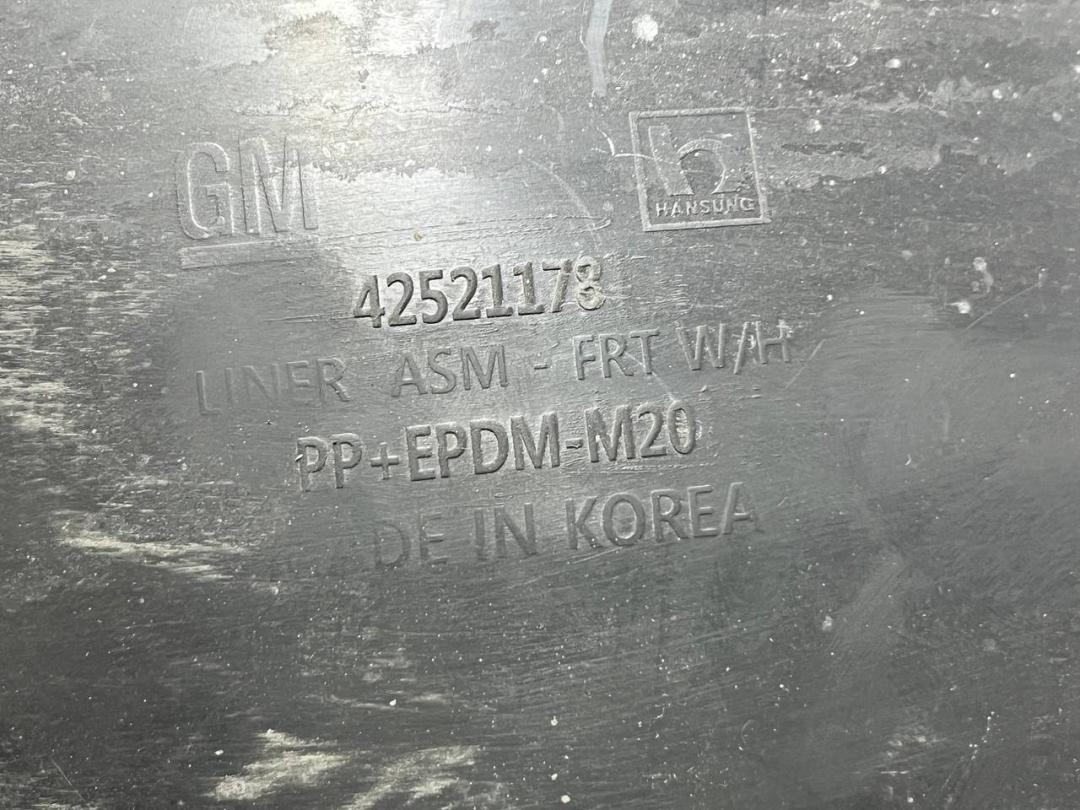 GM
HANSUNG
42521178
LINER ASM - FRT W/H
PP+EPDM-M20
DE IN KOREA